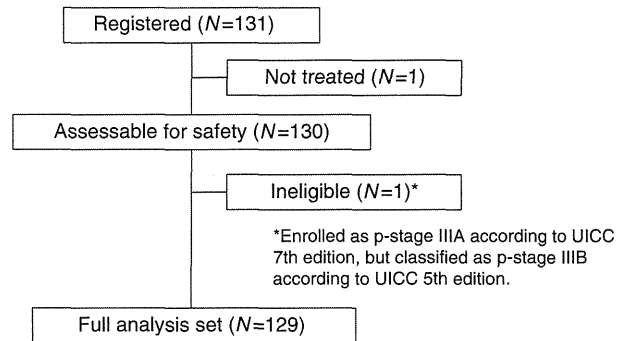 Registered (N=131)
Not treated (N=1)
Assessable for safety (N=130)
Ineligible (N=1)*
*Enrolled as p-stage IIIA according to UICC
7th edition, but classified as p-stage IIIB
according to UICC 5th edition.
Full analysis set (N=129)